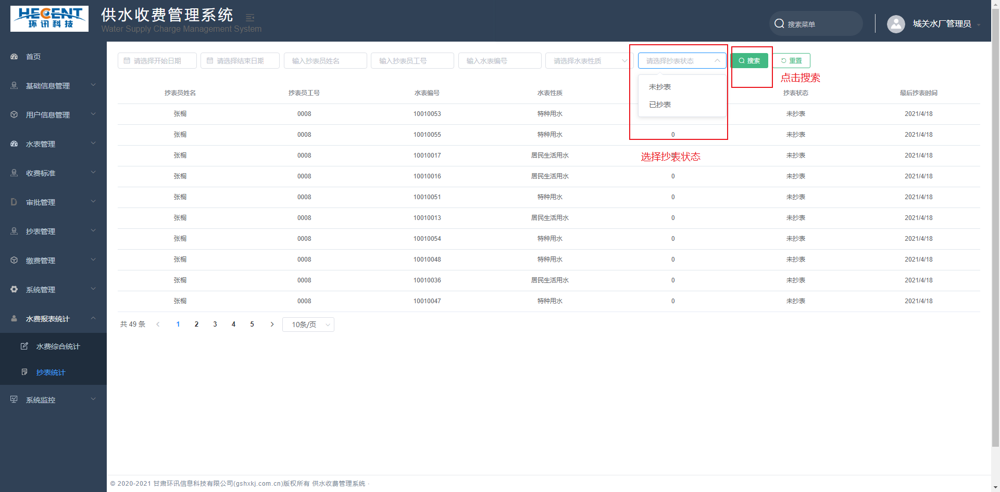 HECENT
环讯科技
供水收费管理系统
Water Supply Charge Management System
搜索菜单
城关水厂管理员
首页
基础信息管理
用户信息管理
水表管理
收费标准
审批管理
抄表管理
缴费管理
系统管理
水费报表统计
水费综合统计
抄表统计
系统监控
请选择开始日期 请选择结束日期 输入抄表员姓名 输入抄表员工号 输入水表编号 请选择水表性质 请选择抄表状态 搜索 重置
未抄表
已抄表
点击搜索
选择抄表状态
抄表员姓名 抄表员工号 水表编号 水表性质 抄表状态 最后抄表时间
张桐 0008 10010053 特种用水 未抄表 2021/4/18
张桐 0008 10010055 特种用水 0 未抄表 2021/4/18
张桐 0008 10010017 居民生活用水 未抄表 2021/4/18
张桐 0008 10010016 居民生活用水 0 未抄表 2021/4/18
张桐 0008 10010051 特种用水 0 未抄表 2021/4/18
张桐 0008 10010013 居民生活用水 0 未抄表 2021/4/18
张桐 0008 10010054 特种用水 0 未抄表 2021/4/18
张桐 0008 10010048 特种用水 0 未抄表 2021/4/18
张桐 0008 10010036 居民生活用水 0 未抄表 2021/4/18
张桐 0008 10010047 特种用水 0 未抄表 2021/4/18
共 49 条 1 2 3 4 5 10条/页
© 2020-2021 甘肃环讯信息科技有限公司(gshxkj.com.cn)版权所有 供水收费管理系统 ·